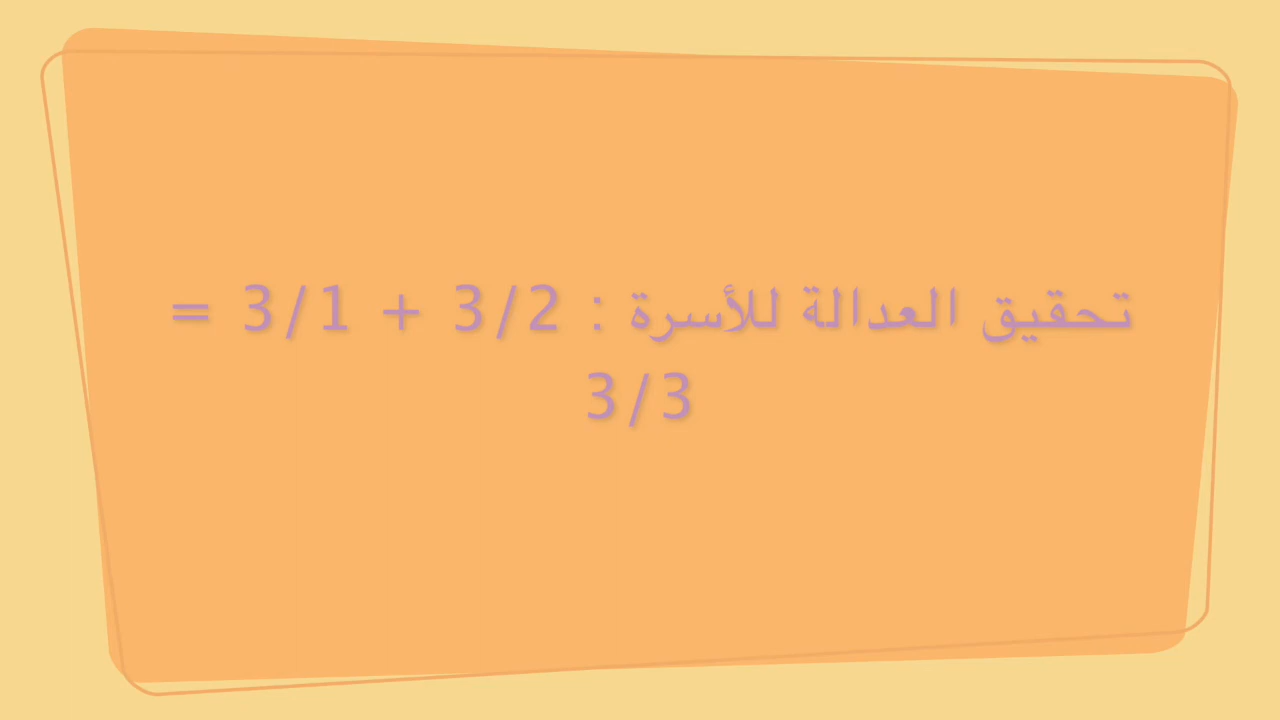 تحقيق العدالة للأسرة : 3/2 + 3/1 =
3/3